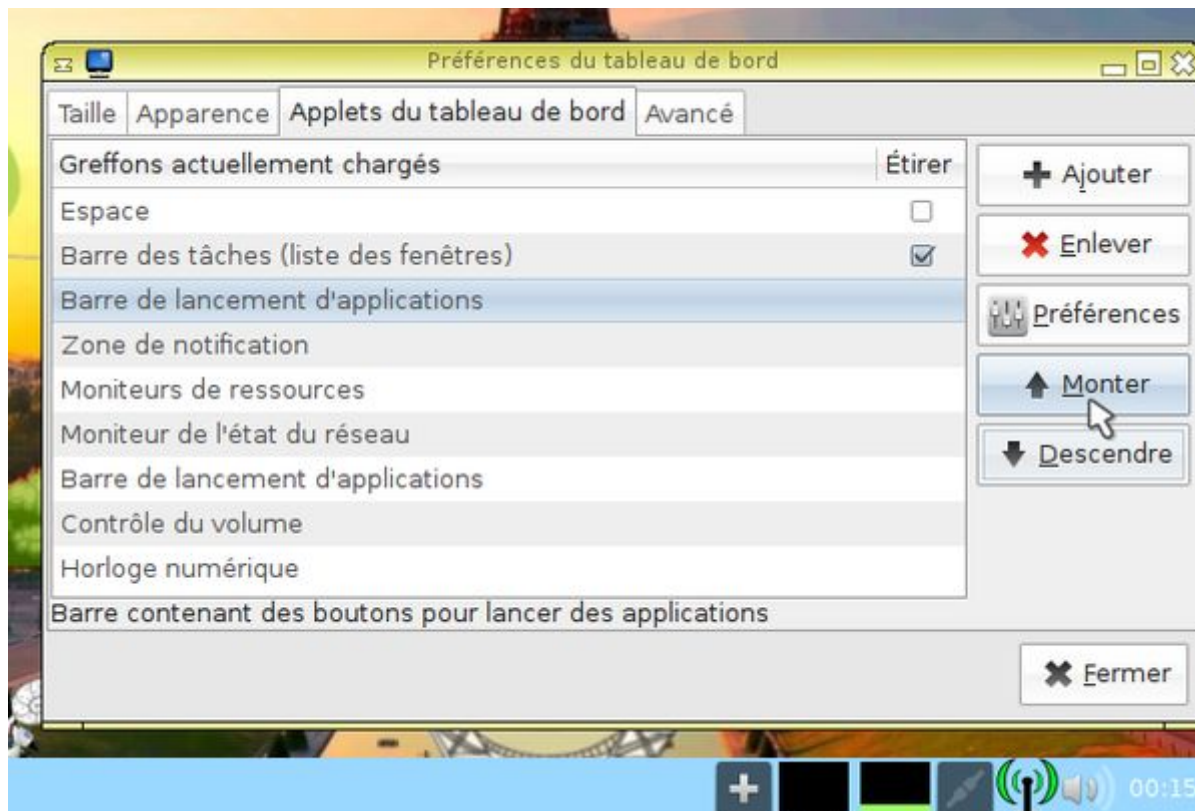 Préférences du tableau de bord
Taille Apparence Applets du tableau de bord Avancé
Greffons actuellement chargés Étirer
Espace
Barre des tâches (liste des fenêtres)
Barre de lancement d'applications
Zone de notification
Moniteurs de ressources
Moniteur de l'état du réseau
Barre de lancement d'applications
Contrôle du volume
Horloge numérique
Barre contenant des boutons pour lancer des applications
Ajouter
Enlever
Préférences
Monter
Descendre
Fermer
00:15